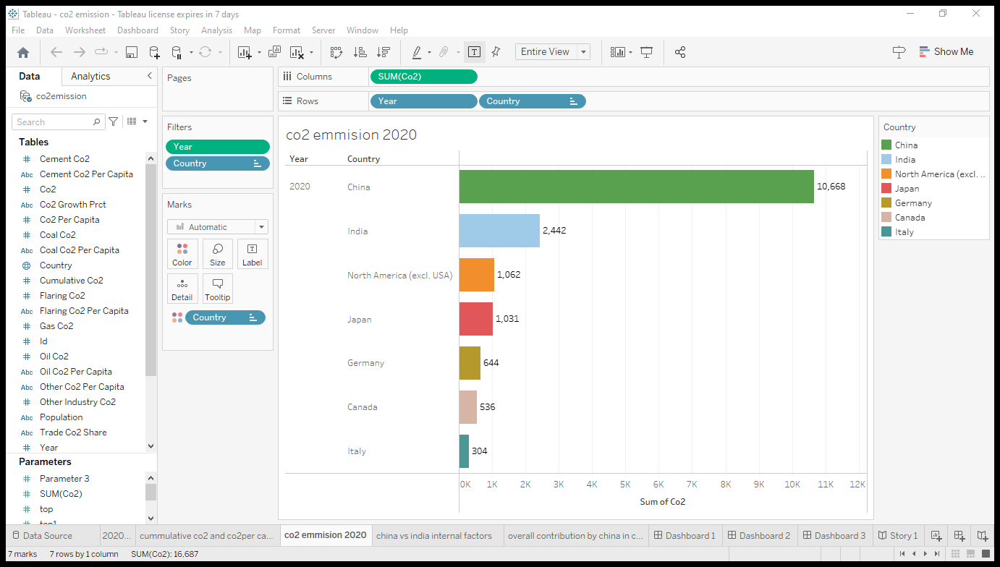 Tableau - co2 emission - Tableau license expires in 7 days
File Data Worksheet Dashboard Story Analysis Map Format Server Window Help
Entire View
Show Me
Data Analytics
co2emission
Search
Tables
# Cement Co2
Abc Cement Co2 Per Capita
# Co2
Abc Co2 Growth Prct
# Co2 Per Capita
# Coal Co2
Abc Coal Co2 Per Capita
Country
# Cumulative Co2
# Flaring Co2
Abc Flaring Co2 Per Capita
# Gas Co2
# Id
# Oil Co2
Abc Oil Co2 Per Capita
Abc Other Co2 Per Capita
# Other Industry Co2
Abc Population
Abc Trade Co2 Share
# Year
Parameters
# Parameter 3
# SUM(Co2)
# top
# top1
Pages
Filters
Year
Country
Marks
Automatic
Color Size Label
Detail Tooltip
Country
Columns SUM(Co2)
Rows Year Country
co2 emmision 2020
Year Country
2020 China 10,668
India 2,442
North America (excl. USA) 1,062
Japan 1,031
Germany 644
Canada 536
Italy 304
0K 1K 2K 3K 4K 5K 6K 7K 8K 9K 10K 11K 12K
Sum of Co2
Country
China
India
North America (excl. ..
Japan
Germany
Canada
Italy
Data Source 2020... cummulative co2 and co2per ca... co2 emmision 2020 china vs india internal factors overall contribution by china in c... Dashboard 1 Dashboard 2 Dashboard 3 Story 1
7 marks 7 rows by 1 column SUM(Co2): 16,687